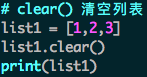 # clear() 清空列表
list1 = [1,2,3]
list1.clear()
print(list1)